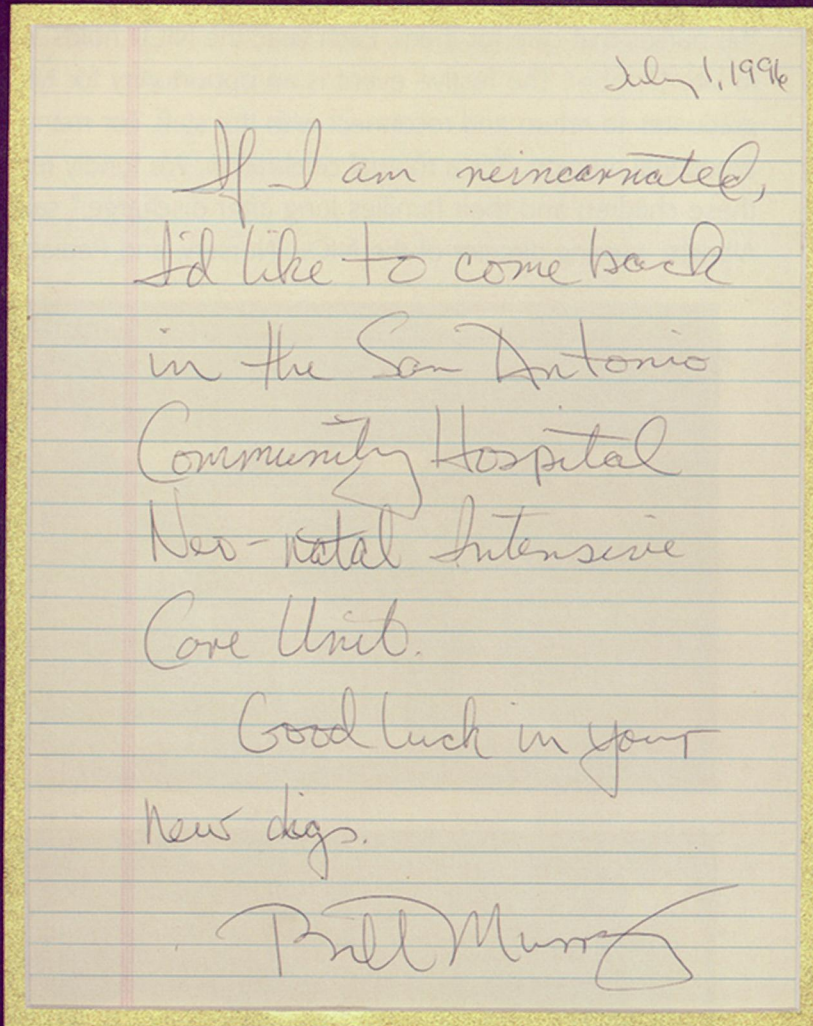 July 1, 1996
If I am reincarnated,
I'd like to come back
in the San Antonio
Community Hospital
Neo-natal Intensive
Care Unit.
Good luck in your
new digs.
Bill Murray